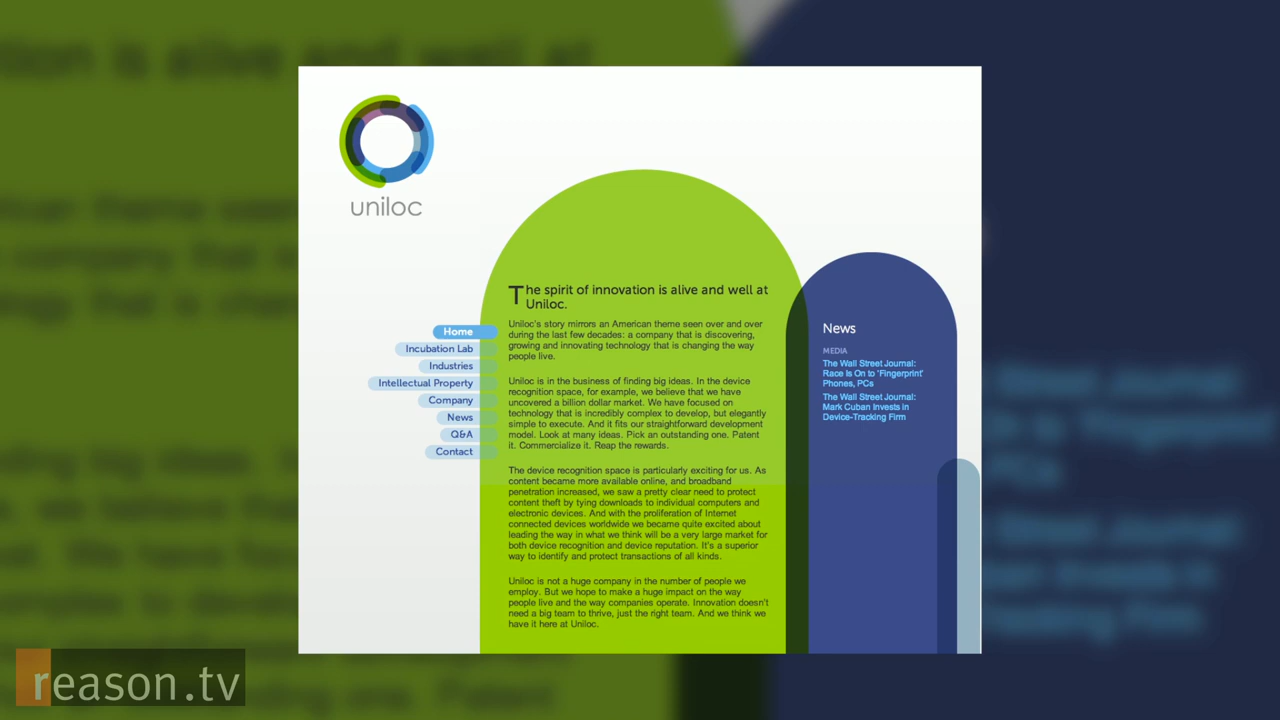 uniloc
Home
Incubation Lab
Industries
Intellectual Property
Company
News
Q&A
Contact
The spirit of innovation is alive and well at
Uniloc.
Uniloc's story mirrors an American theme seen over and over
during the last few decades: a company that is discovering,
growing and innovating technology that is changing the way
people live.
Uniloc is in the business of finding big ideas. In the device
recognition space, for example, we believe that we have
uncovered a billion dollar market. We have focused on
technology that is incredibly complex to develop, but elegantly
simple to execute. And it fits our straightforward development
model. Look at many ideas. Pick an outstanding one. Patent
it. Commercialize it. Reap the rewards.
The device recognition space is particularly exciting for us. As
content became more available online, and broadband
penetration increased, we saw a pretty clear need to protect
content theft by tying downloads to individual computers and
electronic devices. And with the proliferation of Internet
connected devices worldwide we became quite excited about
leading the way in what we think will be a very large market for
both device recognition and device reputation. It's a superior
way to identify and protect transactions of all kinds.
Uniloc is not a huge company in the number of people we
employ. But we hope to make a huge impact on the way
people live and the way companies operate. Innovation doesn't
need a big team to thrive, just the right team. And we think we
have it here at Uniloc.
News
MEDIA
The Wall Street Journal:
Race Is On to 'Fingerprint'
Phones, PCs
The Wall Street Journal:
Mark Cuban Invests in
Device-Tracking Firm
reason.tv